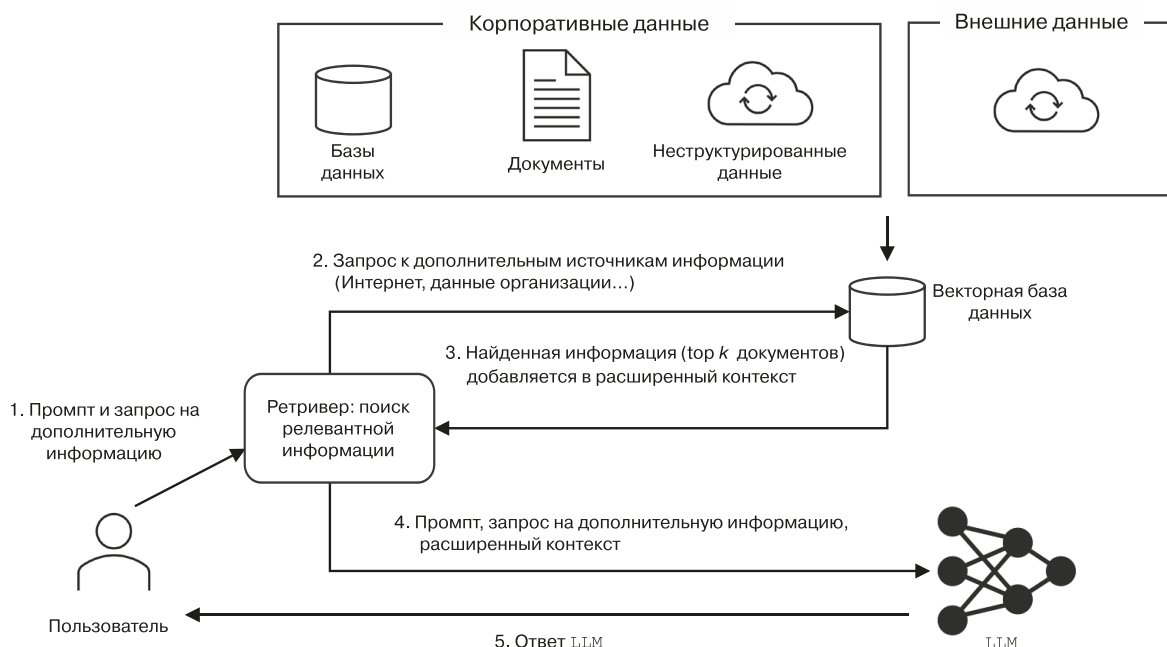 Корпоративные данные
Внешние данные
Базы
данных
Документы
Неструктурированные
данные
2. Запрос к дополнительным источникам информации
(Интернет, данные организации...)
Векторная база
данных
3. Найденная информация (top k документов)
добавляется в расширенный контекст
1. Промпт и запрос на
дополнительную
информацию
Ретривер: поиск
релевантной
информации
4. Промпт, запрос на дополнительную информацию,
расширенный контекст
Пользователь
5. Ответ LLM
LLM